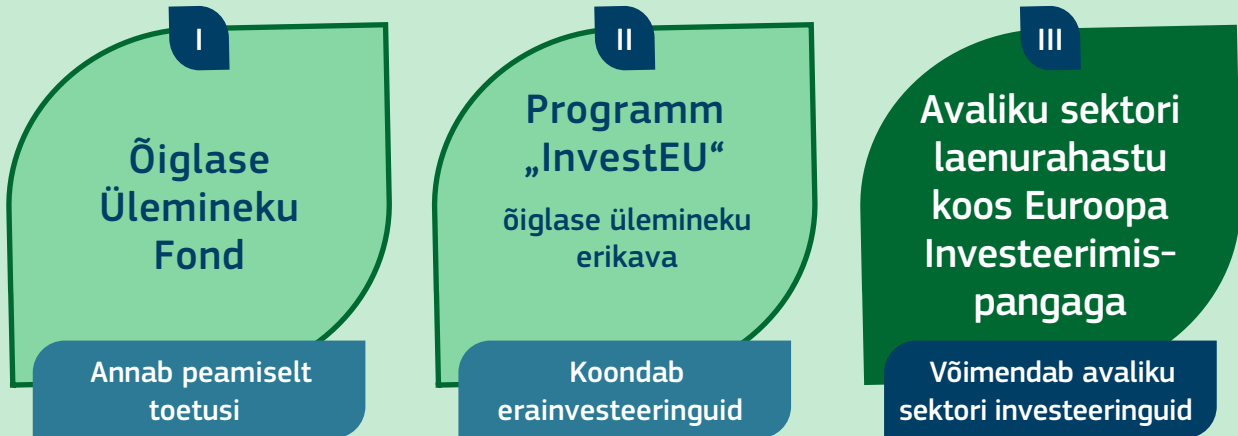 I
Õiglase
Ülemineku
Fond
Annab peamiselt
toetusi
II
Programm
„InvestEU“
õiglase ülemineku
erikava
Koondab
erainvesteeringuid
III
Avaliku sektori
laenurahastu
koos Euroopa
Investeerimis-
pangaga
Võimendab avaliku
sektori investeeringuid